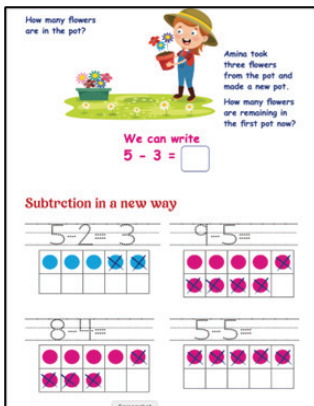 How many flowers
are in the pot?
Amina took
three flowers
from the pot and
made a new pot.
How many flowers
are remaining in
the first pot now?
We can write
5 - 3 =
Subtrction in a new way
5-2= 3
9-5=
8-4=
5-5=